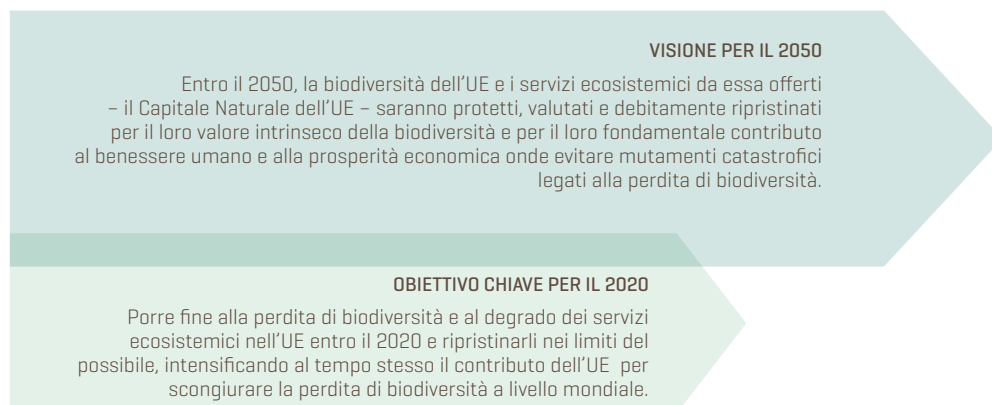 VISIONE PER IL 2050
Entro il 2050, la biodiversità dell'UE e i servizi ecosistemici da essa offerti
– il Capitale Naturale dell'UE – saranno protetti, valutati e debitamente ripristinati
per il loro valore intrinseco della biodiversità e per il loro fondamentale contributo
al benessere umano e alla prosperità economica onde evitare mutamenti catastrofici
legati alla perdita di biodiversità.
OBIETTIVO CHIAVE PER IL 2020
Porre fine alla perdita di biodiversità e al degrado dei servizi
ecosistemici nell'UE entro il 2020 e ripristinarli nei limiti del
possibile, intensificando al tempo stesso il contributo dell'UE per
scongiurare la perdita di biodiversità a livello mondiale.